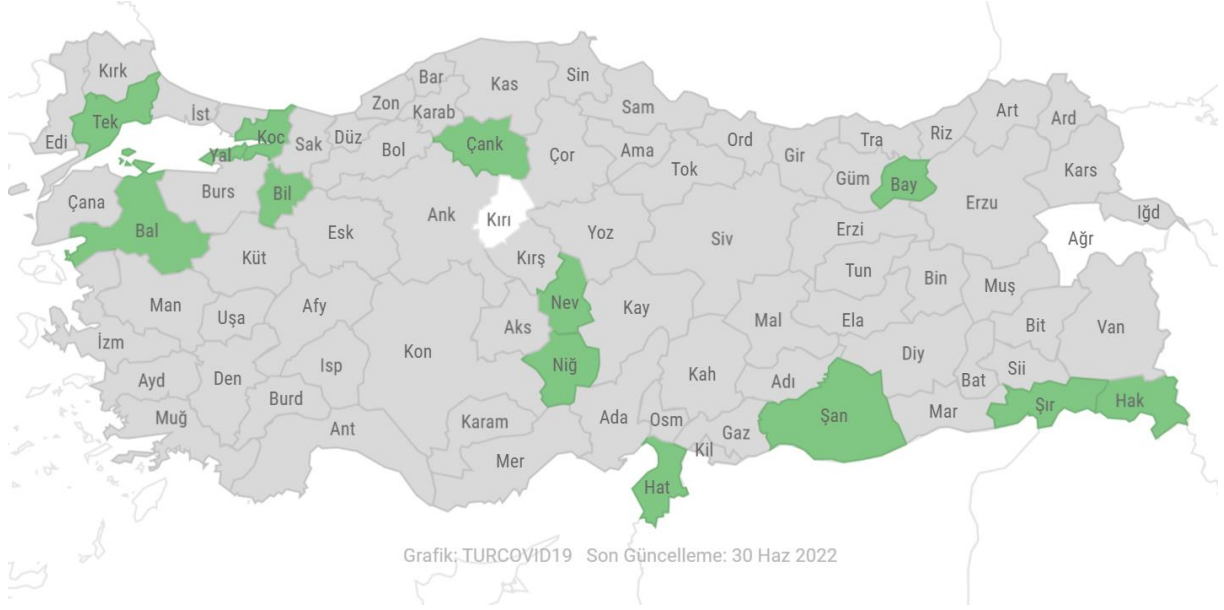 Kırk
Tek
Edi
İst
Koc
Yal
Sak
Düz
Zon
Bar
Karab
Kas
Sin
Bol
Çank
Çor
Sam
Ama
Tok
Ord
Gir
Tra
Güm
Bay
Riz
Art
Ard
Kars
Iğd
Ağr
Erzu
Erzi
Çana
Bal
Burs
Bil
Küt
Esk
Ank
Kırı
Kırş
Yoz
Siv
Tun
Bin
Muş
Bit
Van
Man
Uşa
Afy
Kon
Aks
Nev
Niğ
Kay
Mal
Ela
Diy
Bat
Sii
Şır
Hak
Mar
Şan
Adı
Kah
Gaz
Kil
Osm
Hat
Ada
Mer
Karam
Ant
Isp
Burd
Den
Ayd
İzm
Muğ
Grafik: TURCOVID19 Son Güncelleme: 30 Haz 2022